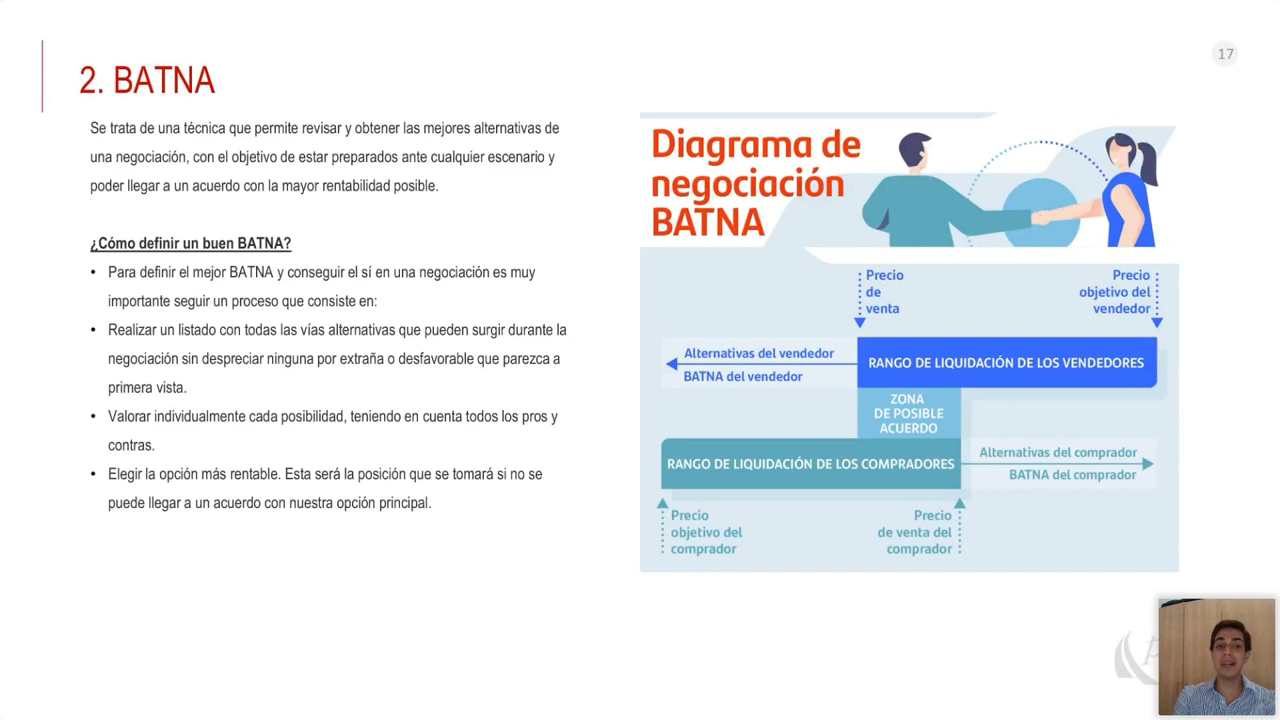 17
2. BATNA
Se trata de una técnica que permite revisar y obtener las mejores alternativas de
una negociación, con el objetivo de estar preparados ante cualquier escenario y
poder llegar a un acuerdo con la mayor rentabilidad posible.
¿Cómo definir un buen BATNA?
• Para definir el mejor BATNA y conseguir el sí en una negociación es muy
importante seguir un proceso que consiste en:
• Realizar un listado con todas las vías alternativas que pueden surgir durante la
negociación sin despreciar ninguna por extraña o desfavorable que parezca a
primera vista.
• Valorar individualmente cada posibilidad, teniendo en cuenta todos los pros y
contras.
• Elegir la opción más rentable. Esta será la posición que se tomará si no se
puede llegar a un acuerdo con nuestra opción principal.
Diagrama de
negociación
BATNA
Precio
de
venta
Precio
objetivo del
vendedor
Alternativas del vendedor
BATNA del vendedor
RANGO DE LIQUIDACIÓN DE LOS VENDEDORES
ZONA
DE POSIBLE
ACUERDO
RANGO DE LIQUIDACIÓN DE LOS COMPRADORES
Alternativas del comprador
BATNA del comprador
Precio
objetivo del
comprador
Precio
de venta del
comprador